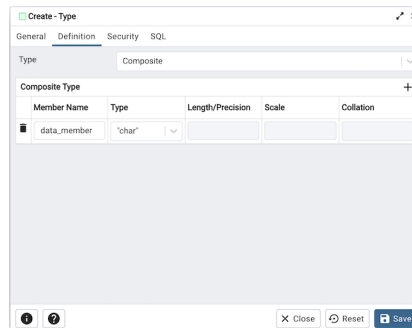 Create - Type
General Definition Security SQL
Type Composite
Composite Type
Member Name Type Length/Precision Scale Collation
data_member "char"
Close Reset Save